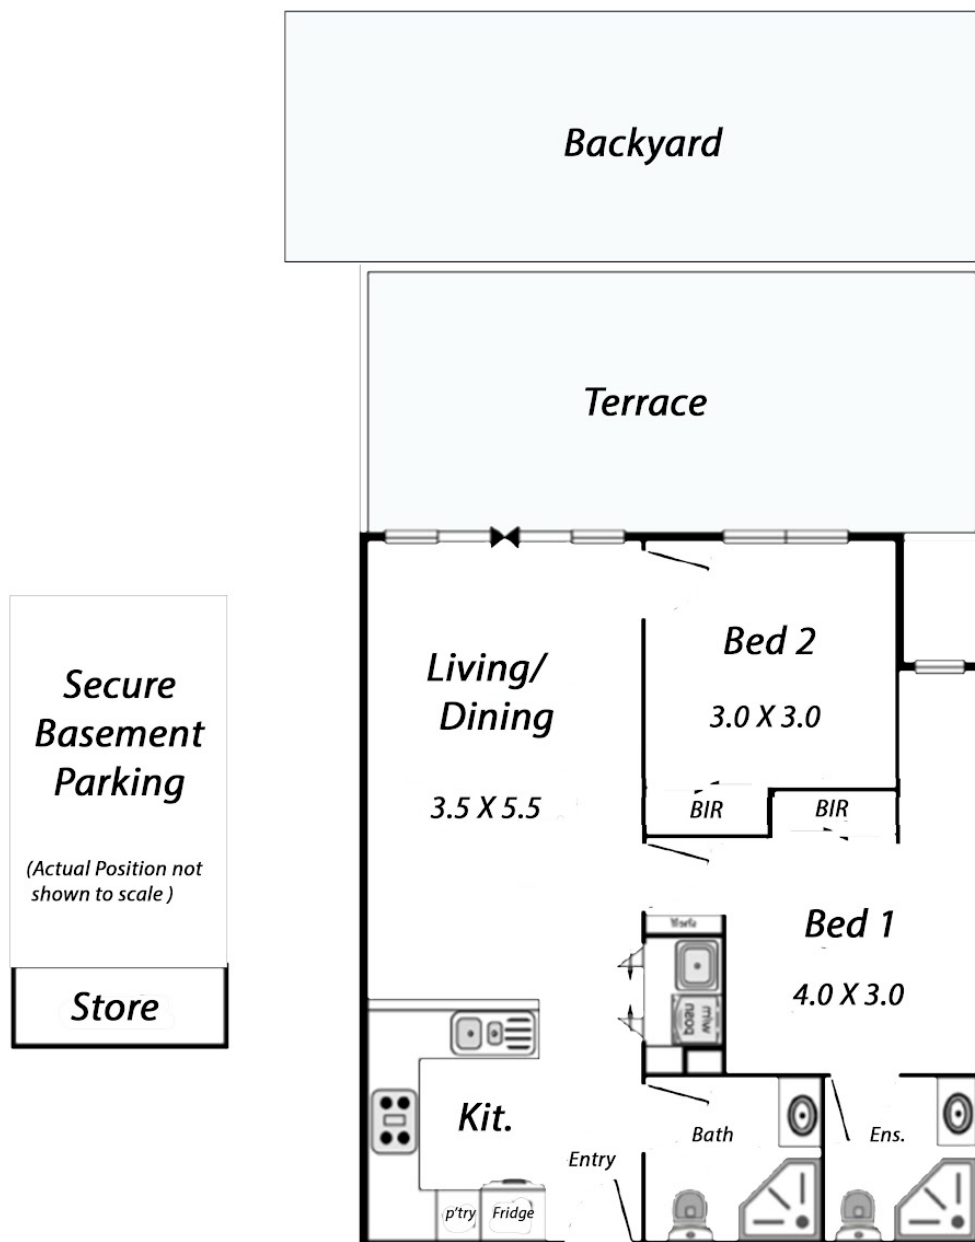 Backyard
Terrace
Secure
Basement
Parking
(Actual Position not
shown to scale )
Store
Living/
Dining
3.5 X 5.5
Bed 2
3.0 X 3.0
BIR
BIR
Bed 1
4.0 X 3.0
Kit.
Entry
p'try
Fridge
Bath
Ens.